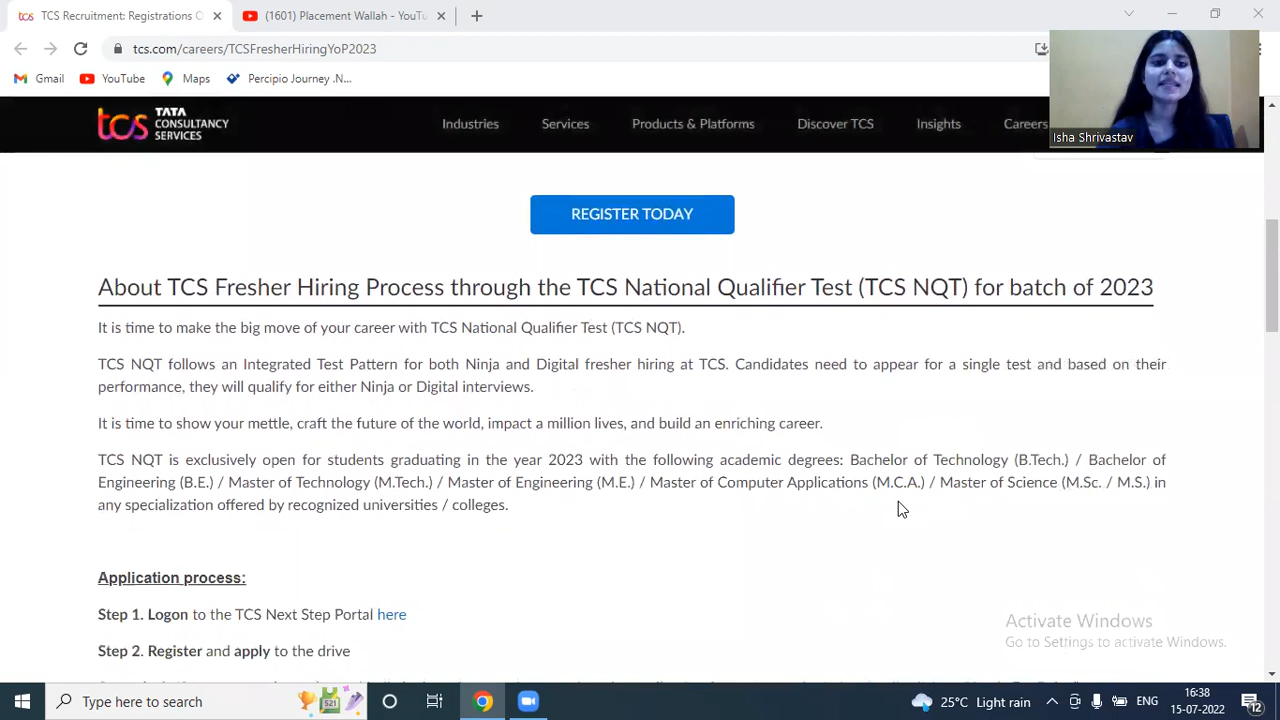 TCS Recruitment: Registrations O
(1601) Placement Wallah - YouTu
tcs.com/careers/TCSFresherHiringYoP2023
Gmail YouTube Maps Percipio Journey .N...
tcs TATA CONSULTANCY SERVICES
Industries Services Products & Platforms Discover TCS Insights Careers
Isha Shrivastav
REGISTER TODAY
About TCS Fresher Hiring Process through the TCS National Qualifier Test (TCS NQT) for batch of 2023
It is time to make the big move of your career with TCS National Qualifier Test (TCS NQT).
TCS NQT follows an Integrated Test Pattern for both Ninja and Digital fresher hiring at TCS. Candidates need to appear for a single test and based on their
performance, they will qualify for either Ninja or Digital interviews.
It is time to show your mettle, craft the future of the world, impact a million lives, and build an enriching career.
TCS NQT is exclusively open for students graduating in the year 2023 with the following academic degrees: Bachelor of Technology (B.Tech.) / Bachelor of
Engineering (B.E.) / Master of Technology (M.Tech.) / Master of Engineering (M.E.) / Master of Computer Applications (M.C.A.) / Master of Science (M.Sc. / M.S.) in
any specialization offered by recognized universities / colleges.
Application process:
Step 1. Logon to the TCS Next Step Portal here
Step 2. Register and apply to the drive
Activate Windows
Go to Settings to activate Windows.
Type here to search
521
25°C Light rain
ENG
16:38
15-07-2022
12